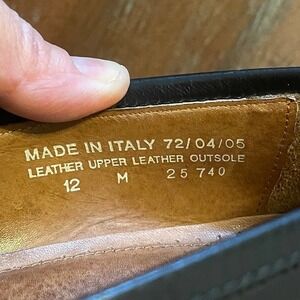 MADE IN ITALY 72/04/05
LEATHER UPPER LEATHER OUTSOLE
12 M 25 740